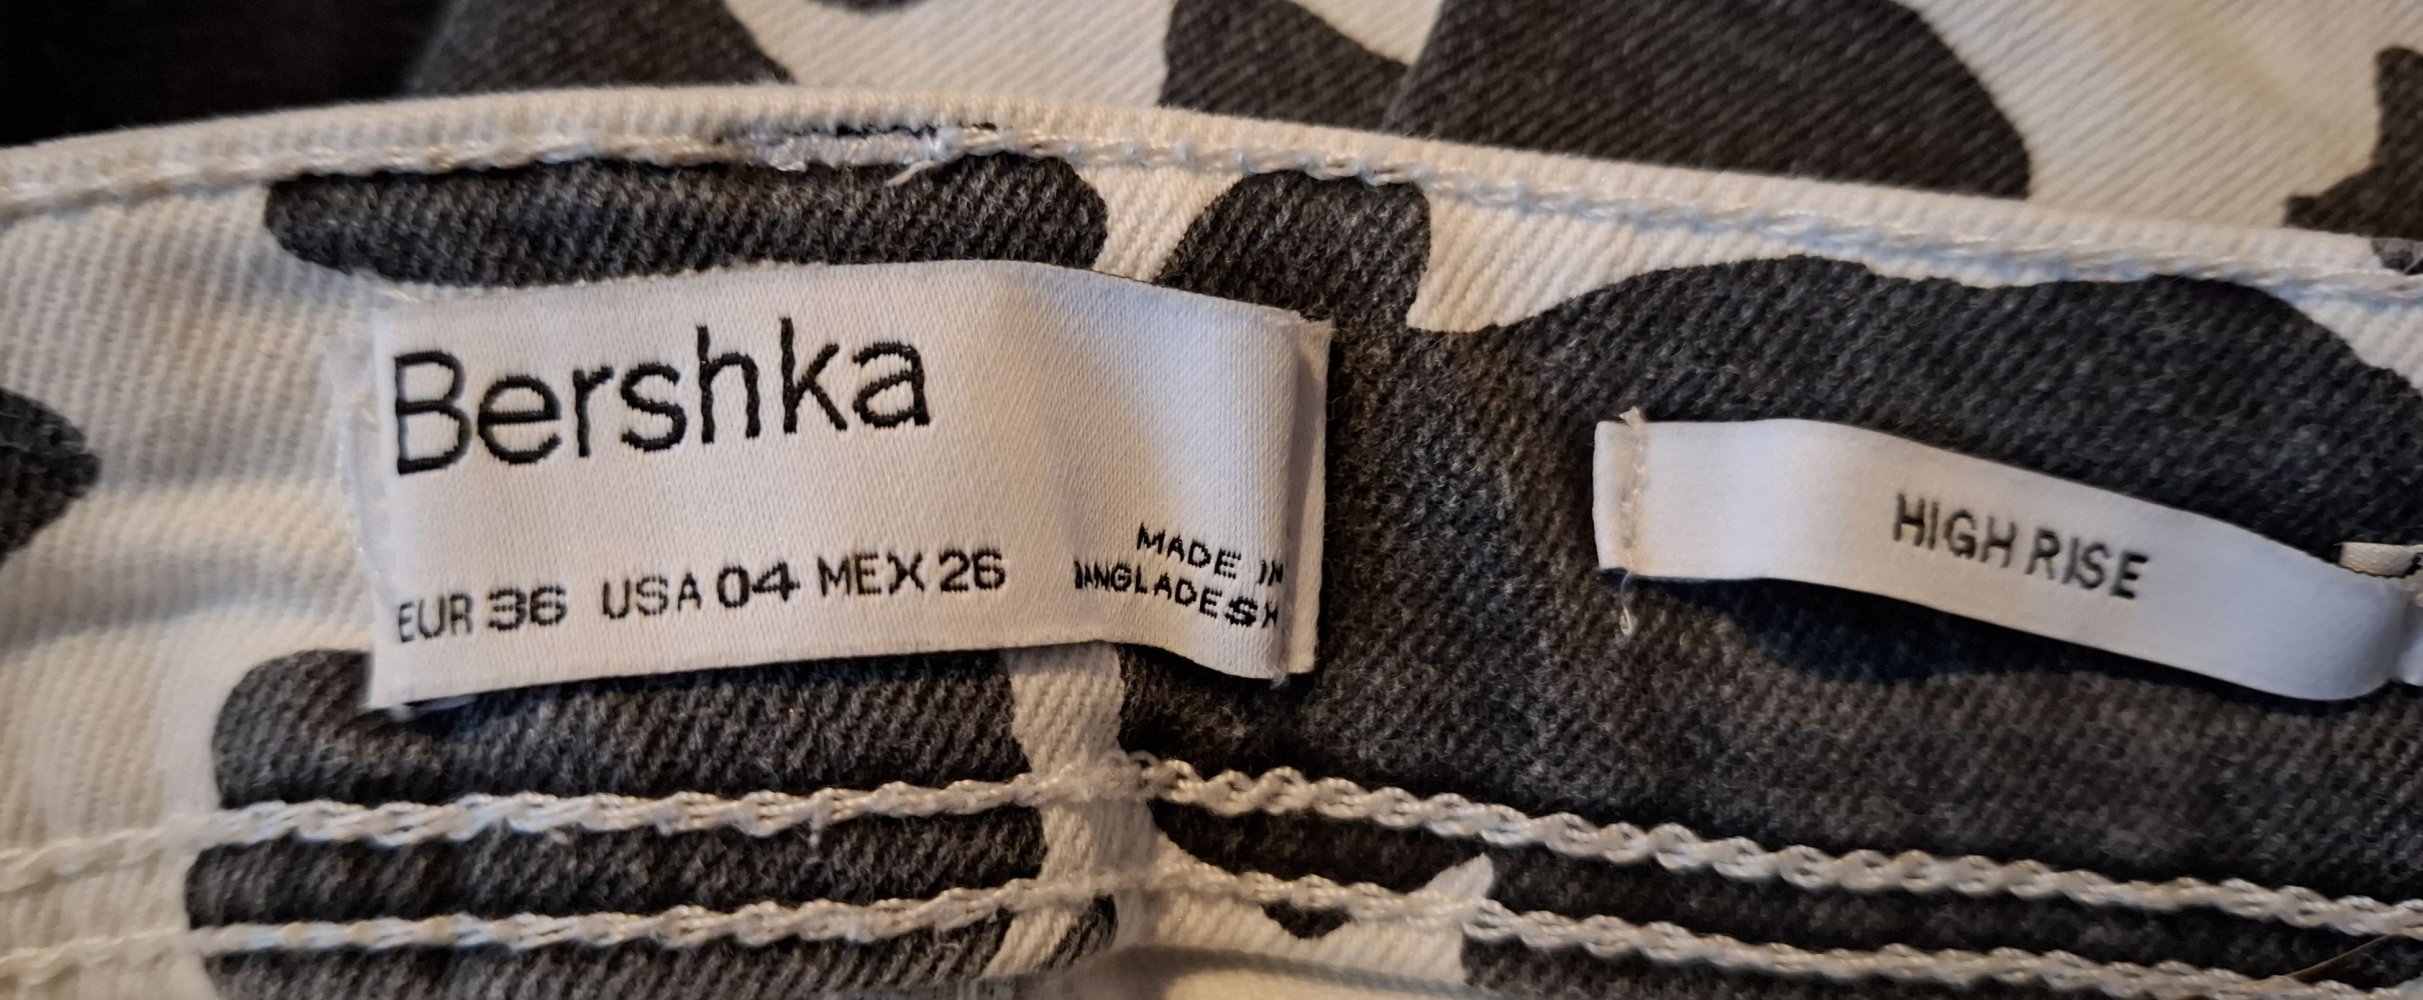 Bershka
EUR 36 USA 04 MEX 26
MADE IN
BANGLADESH
HIGH RISE